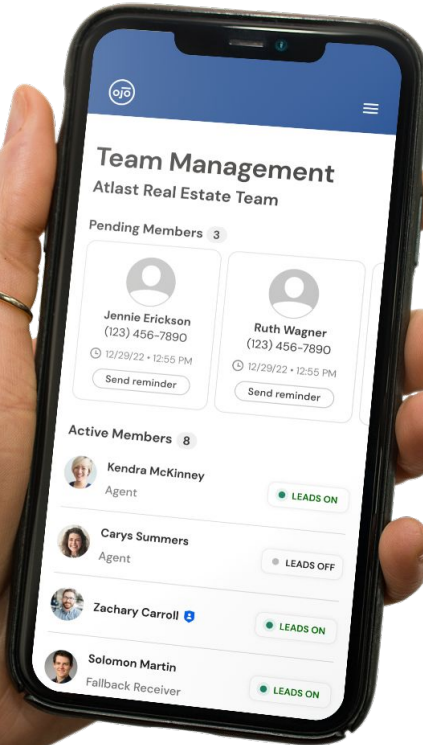 ojo
Team Management
Atlast Real Estate Team
Pending Members 3
Jennie Erickson
(123) 456-7890
12/29/22 • 12:55 PM
Send reminder
Ruth Wagner
(123) 456-7890
12/29/22 • 12:55 PM
Send reminder
Active Members 8
Kendra McKinney
Agent
LEADS ON
Carys Summers
Agent
LEADS OFF
Zachary Carroll
LEADS ON
Solomon Martin
Fallback Receiver
LEADS ON